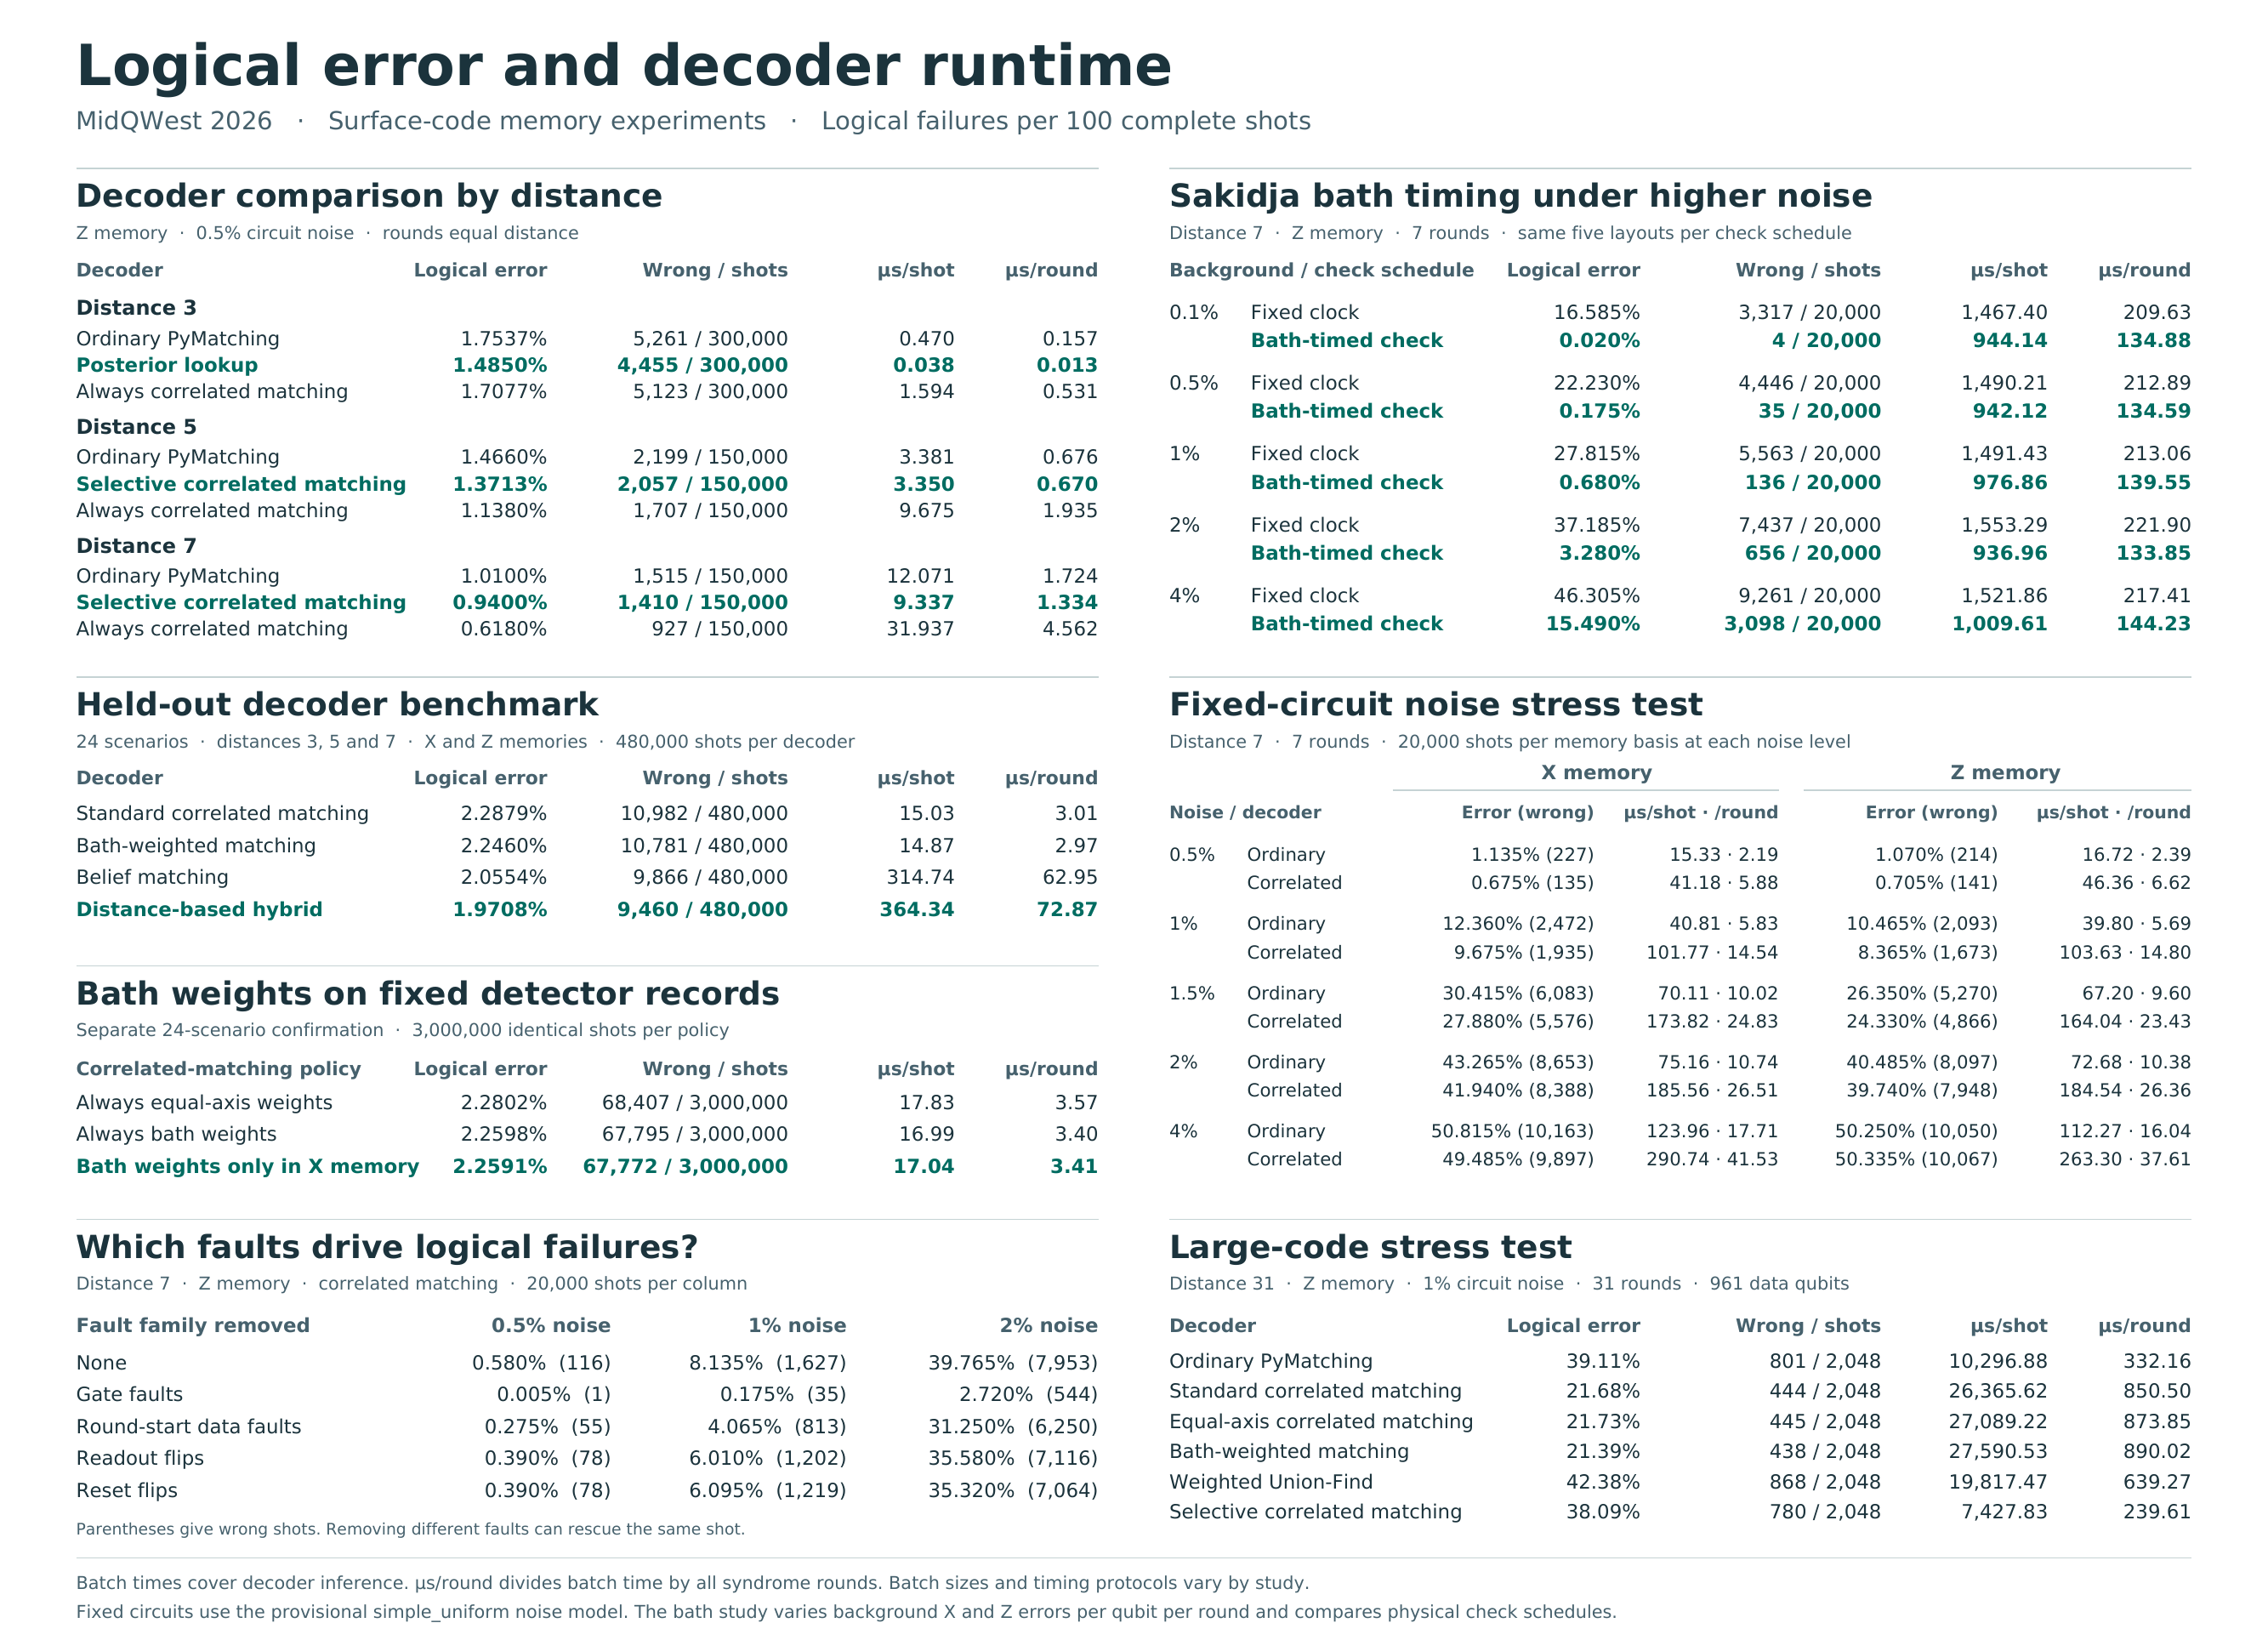 Logical error and decoder runtime
MidQWest 2026 · Surface-code memory experiments · Logical failures per 100 complete shots
Decoder comparison by distance
Z memory · 0.5% circuit noise · rounds equal distance
Decoder Logical error Wrong / shots µs/shot µs/round
Distance 3
Ordinary PyMatching 1.7537% 5,261 / 300,000 0.470 0.157
Posterior lookup 1.4850% 4,455 / 300,000 0.038 0.013
Always correlated matching 1.7077% 5,123 / 300,000 1.594 0.531
Distance 5
Ordinary PyMatching 1.4660% 2,199 / 150,000 3.381 0.676
Selective correlated matching 1.3713% 2,057 / 150,000 3.350 0.670
Always correlated matching 1.1380% 1,707 / 150,000 9.675 1.935
Distance 7
Ordinary PyMatching 1.0100% 1,515 / 150,000 12.071 1.724
Selective correlated matching 0.9400% 1,410 / 150,000 9.337 1.334
Always correlated matching 0.6180% 927 / 150,000 31.937 4.562
Held-out decoder benchmark
24 scenarios · distances 3, 5 and 7 · X and Z memories · 480,000 shots per decoder
Decoder Logical error Wrong / shots µs/shot µs/round
Standard correlated matching 2.2879% 10,982 / 480,000 15.03 3.01
Bath-weighted matching 2.2460% 10,781 / 480,000 14.87 2.97
Belief matching 2.0554% 9,866 / 480,000 314.74 62.95
Distance-based hybrid 1.9708% 9,460 / 480,000 364.34 72.87
Bath weights on fixed detector records
Separate 24-scenario confirmation · 3,000,000 identical shots per policy
Correlated-matching policy Logical error Wrong / shots µs/shot µs/round
Always equal-axis weights 2.2802% 68,407 / 3,000,000 17.83 3.57
Always bath weights 2.2598% 67,795 / 3,000,000 16.99 3.40
Bath weights only in X memory 2.2591% 67,772 / 3,000,000 17.04 3.41
Which faults drive logical failures?
Distance 7 · Z memory · correlated matching · 20,000 shots per column
Fault family removed 0.5% noise 1% noise 2% noise
None 0.580% (116) 8.135% (1,627) 39.765% (7,953)
Gate faults 0.005% (1) 0.175% (35) 2.720% (544)
Round-start data faults 0.275% (55) 4.065% (813) 31.250% (6,250)
Readout flips 0.390% (78) 6.010% (1,202) 35.580% (7,116)
Reset flips 0.390% (78) 6.095% (1,219) 35.320% (7,064)
Parentheses give wrong shots. Removing different faults can rescue the same shot.
Sakidja bath timing under higher noise
Distance 7 · Z memory · 7 rounds · same five layouts per check schedule
Background / check schedule Logical error Wrong / shots µs/shot µs/round
0.1% Fixed clock 16.585% 3,317 / 20,000 1,467.40 209.63
Bath-timed check 0.020% 4 / 20,000 944.14 134.88
0.5% Fixed clock 22.230% 4,446 / 20,000 1,490.21 212.89
Bath-timed check 0.175% 35 / 20,000 942.12 134.59
1% Fixed clock 27.815% 5,563 / 20,000 1,491.43 213.06
Bath-timed check 0.680% 136 / 20,000 976.86 139.55
2% Fixed clock 37.185% 7,437 / 20,000 1,553.29 221.90
Bath-timed check 3.280% 656 / 20,000 936.96 133.85
4% Fixed clock 46.305% 9,261 / 20,000 1,521.86 217.41
Bath-timed check 15.490% 3,098 / 20,000 1,009.61 144.23
Fixed-circuit noise stress test
Distance 7 · 7 rounds · 20,000 shots per memory basis at each noise level
X memory Z memory
Noise / decoder Error (wrong) µs/shot · /round Error (wrong) µs/shot · /round
0.5% Ordinary 1.135% (227) 15.33 · 2.19 1.070% (214) 16.72 · 2.39
Correlated 0.675% (135) 41.18 · 5.88 0.705% (141) 46.36 · 6.62
1% Ordinary 12.360% (2,472) 40.81 · 5.83 10.465% (2,093) 39.80 · 5.69
Correlated 9.675% (1,935) 101.77 · 14.54 8.365% (1,673) 103.63 · 14.80
1.5% Ordinary 30.415% (6,083) 70.11 · 10.02 26.350% (5,270) 67.20 · 9.60
Correlated 27.880% (5,576) 173.82 · 24.83 24.330% (4,866) 164.04 · 23.43
2% Ordinary 43.265% (8,653) 75.16 · 10.74 40.485% (8,097) 72.68 · 10.38
Correlated 41.940% (8,388) 185.56 · 26.51 39.740% (7,948) 184.54 · 26.36
4% Ordinary 50.815% (10,163) 123.96 · 17.71 50.250% (10,050) 112.27 · 16.04
Correlated 49.485% (9,897) 290.74 · 41.53 50.335% (10,067) 263.30 · 37.61
Large-code stress test
Distance 31 · Z memory · 1% circuit noise · 31 rounds · 961 data qubits
Decoder Logical error Wrong / shots µs/shot µs/round
Ordinary PyMatching 39.11% 801 / 2,048 10,296.88 332.16
Standard correlated matching 21.68% 444 / 2,048 26,365.62 850.50
Equal-axis correlated matching 21.73% 445 / 2,048 27,089.22 873.85
Bath-weighted matching 21.39% 438 / 2,048 27,590.53 890.02
Weighted Union-Find 42.38% 868 / 2,048 19,817.47 639.27
Selective correlated matching 38.09% 780 / 2,048 7,427.83 239.61
Batch times cover decoder inference. µs/round divides batch time by all syndrome rounds. Batch sizes and timing protocols vary by study.
Fixed circuits use the provisional simple_uniform noise model. The bath study varies background X and Z errors per qubit per round and compares physical check schedules.